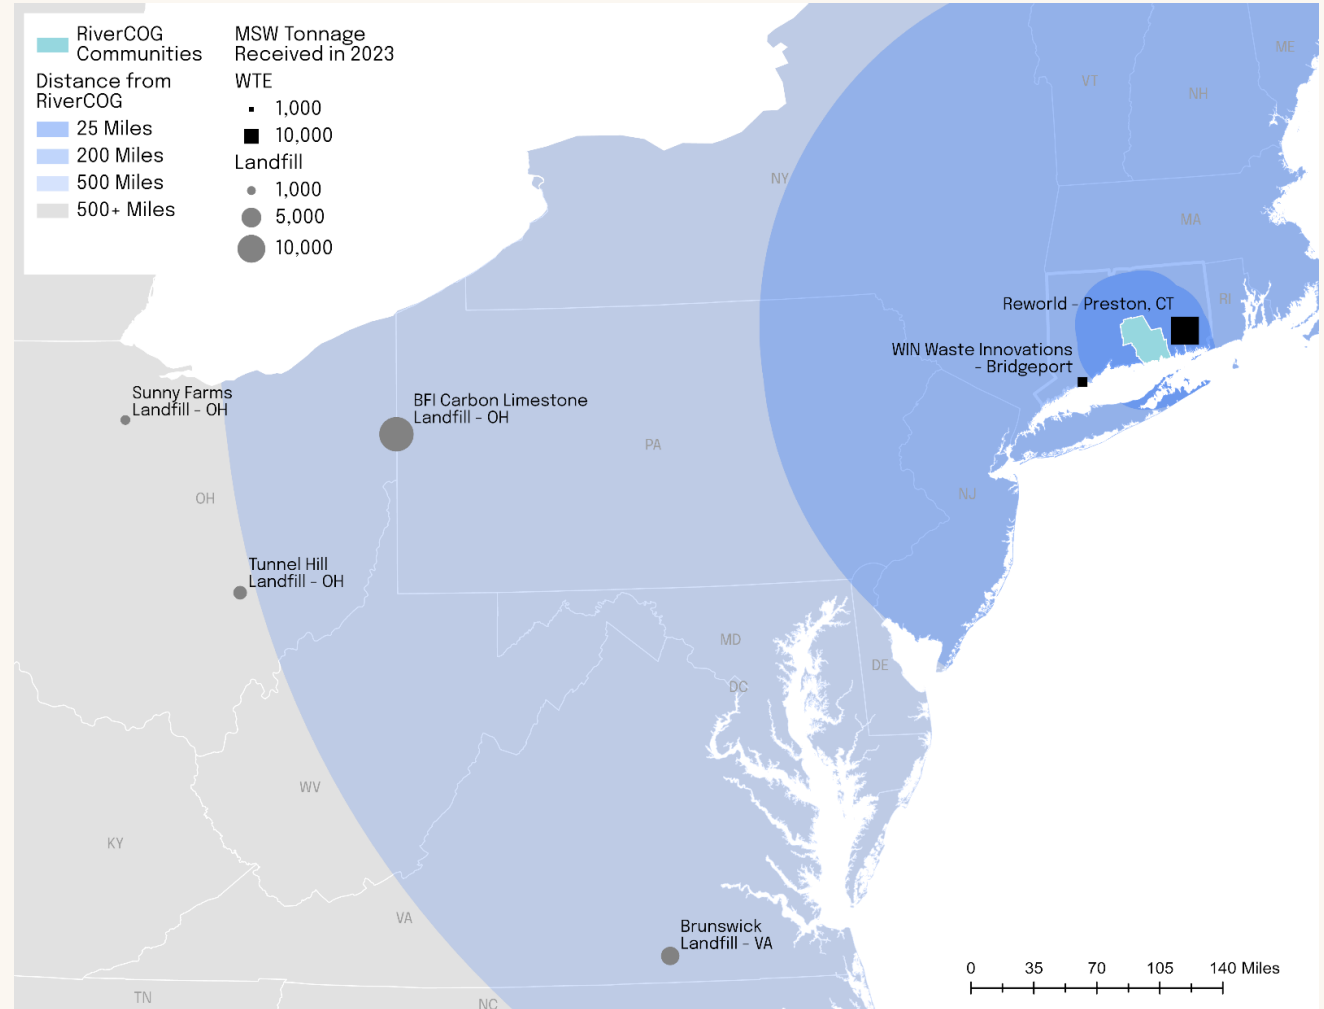 RiverCOG
Communities
Distance from
RiverCOG
25 Miles
200 Miles
500 Miles
500+ Miles
MSW Tonnage
Received in 2023
WTE
1,000
10,000
Landfill
1,000
5,000
10,000
ME
VT
NH
NY
MA
RI
Reworld - Preston, CT
WIN Waste Innovations
- Bridgeport
Sunny Farms
Landfill - OH
BFI Carbon Limestone
Landfill - OH
PA
OH
NJ
Tunnel Hill
Landfill - OH
MD
DE
DC
WV
KY
VA
Brunswick
Landfill - VA
TN
NC
0 35 70 105 140 Miles